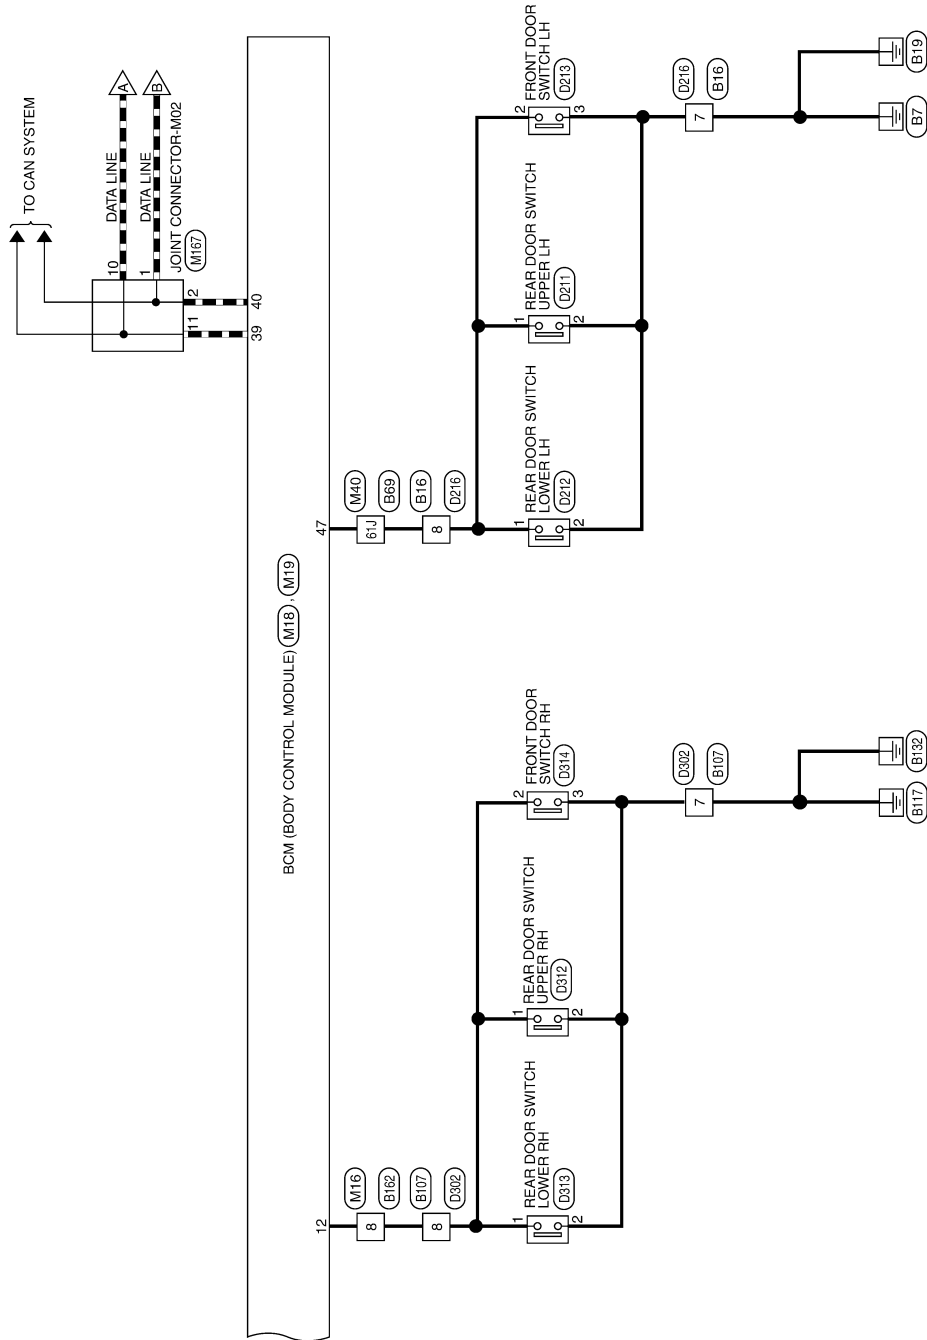 TO CAN SYSTEM
A
B
DATA LINE
DATA LINE
10
1
JOINT CONNECTOR-M02
M167
11
2
39
40
BCM (BODY CONTROL MODULE) M18 , M19
12
47
8
M16
B162
8
B107
D302
61J
M40
B69
8
B16
D216
1
REAR DOOR SWITCH
LOWER RH
D313
2
1
REAR DOOR SWITCH
UPPER RH
D312
2
2
FRONT DOOR
SWITCH RH
D314
3
1
REAR DOOR SWITCH
LOWER LH
D212
2
1
REAR DOOR SWITCH
UPPER LH
D211
2
2
FRONT DOOR
SWITCH LH
D213
3
7
D302
B107
7
D216
B16
B117
B132
B7
B19